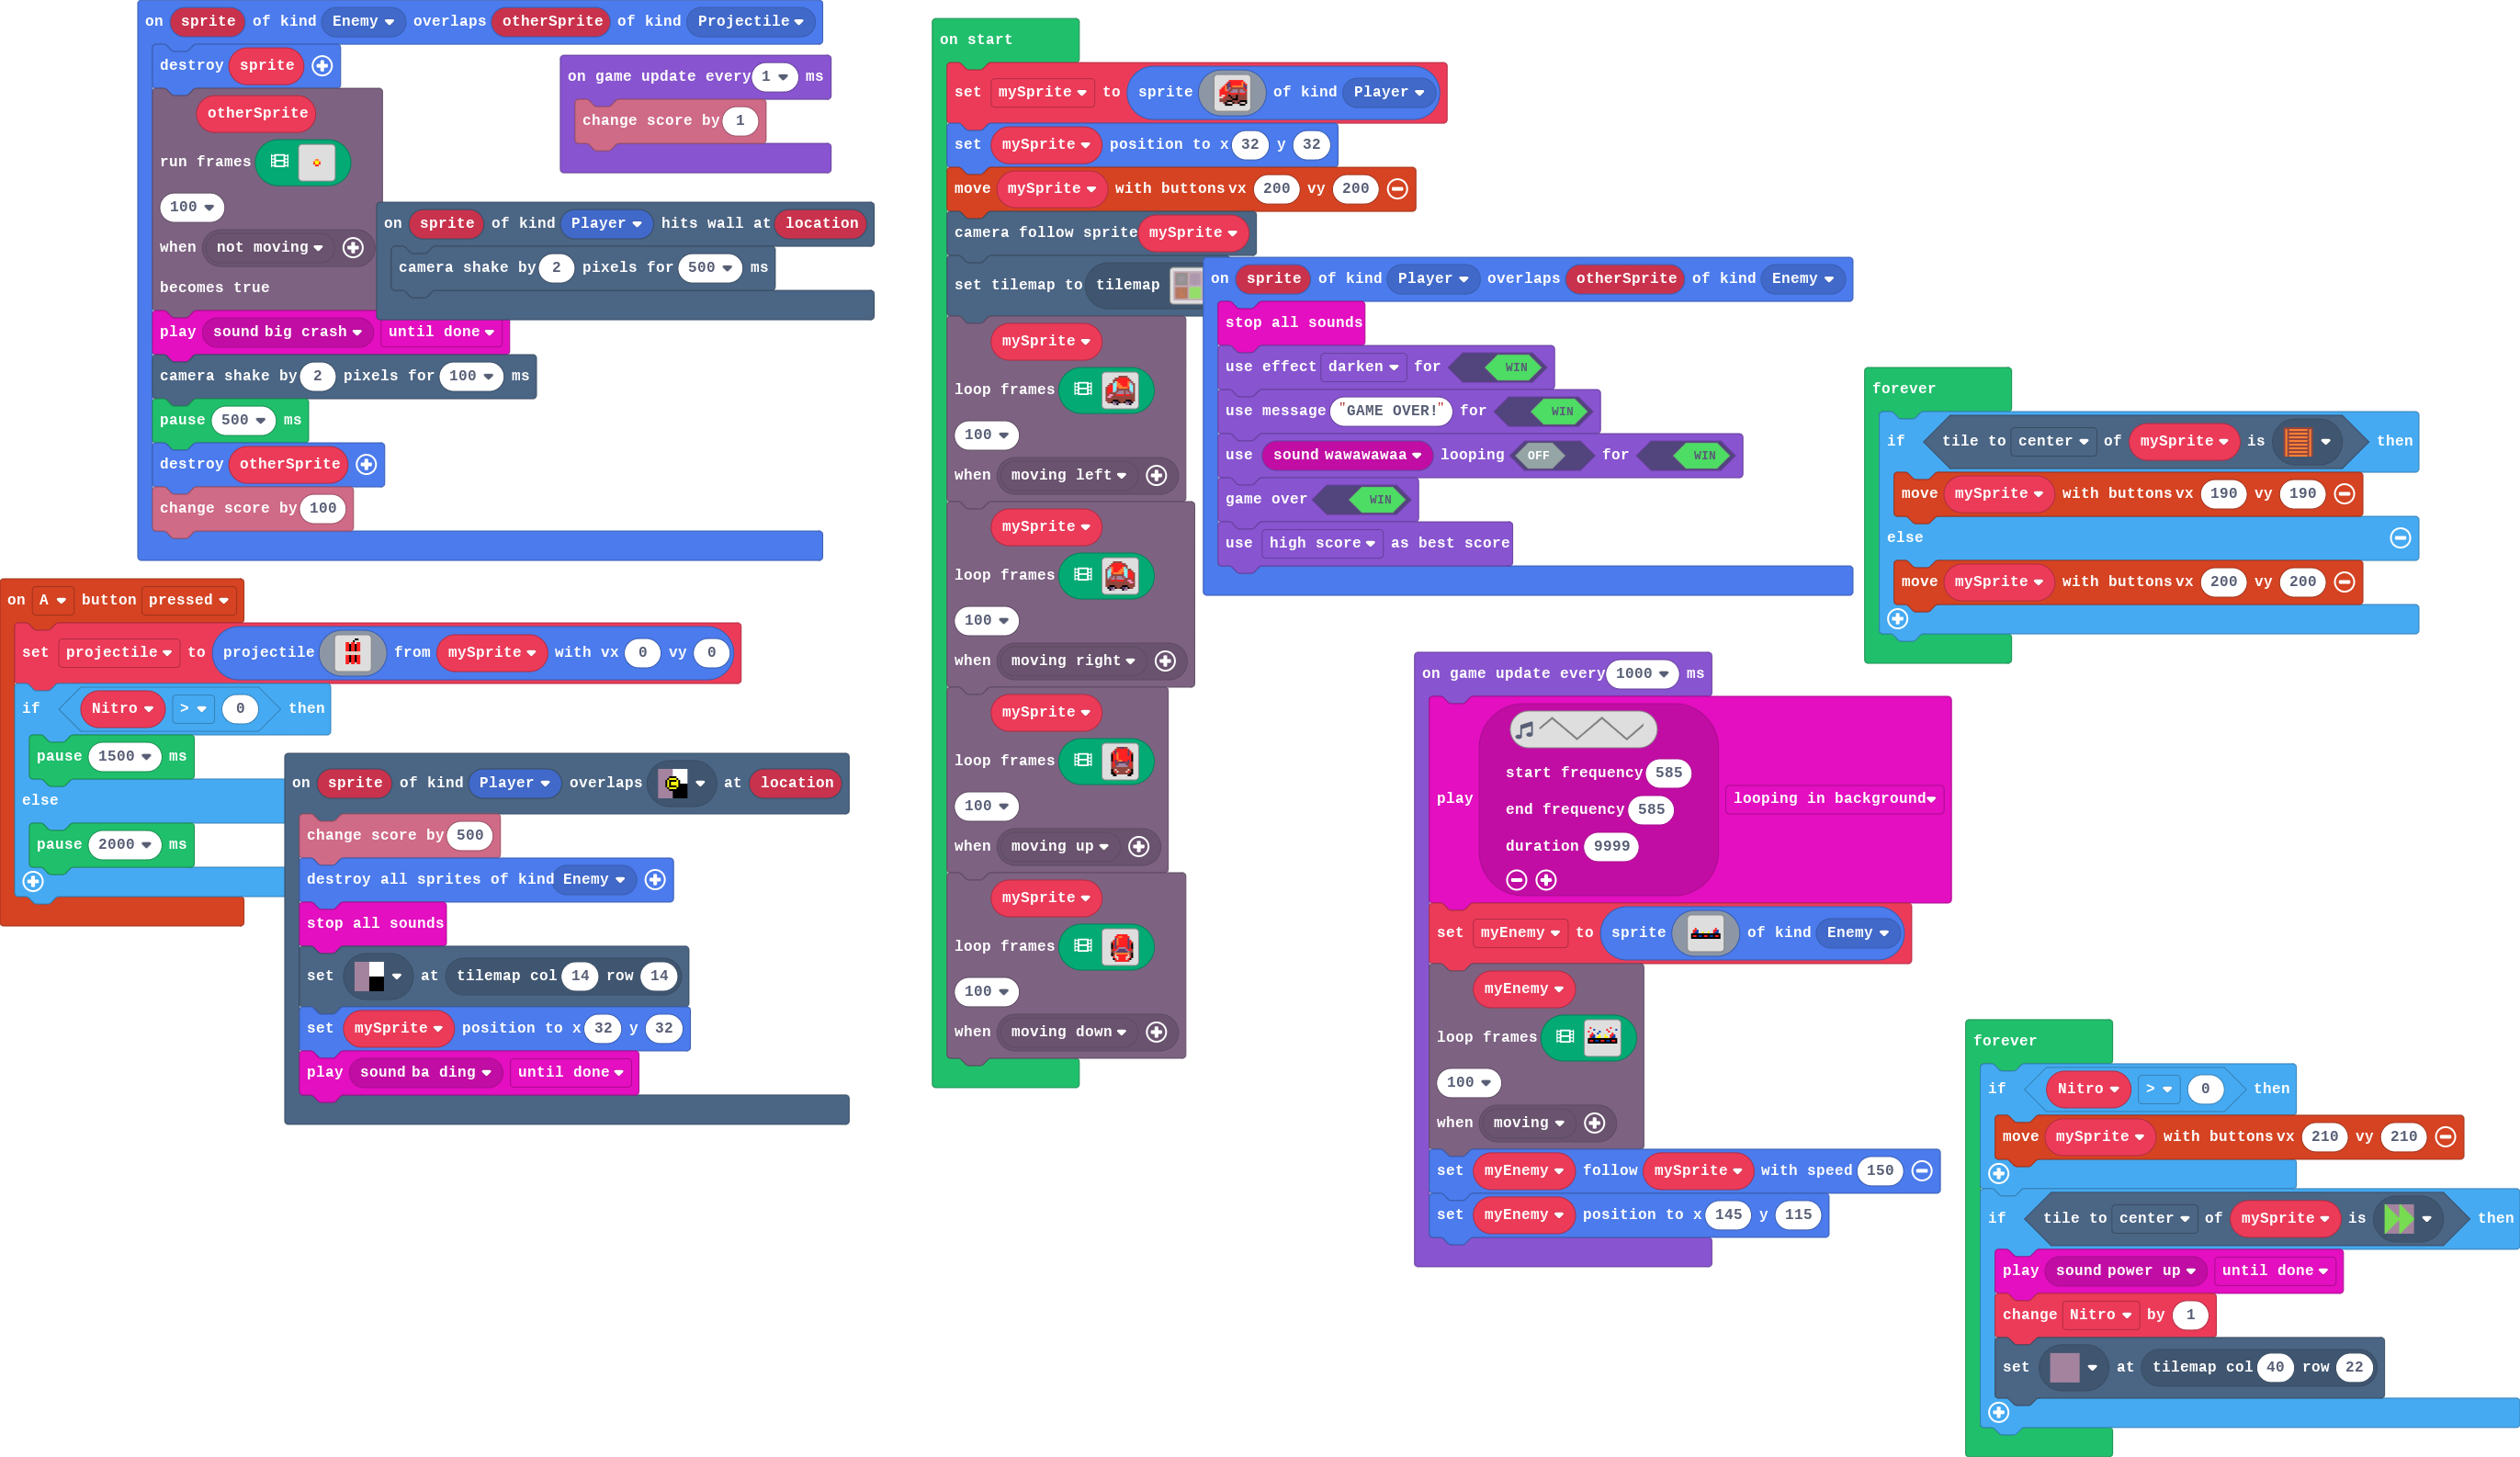 on sprite of kind Enemy overlaps otherSprite of kind Projectile
destroy sprite
otherSprite
run frames
100
when not moving
becomes true
play sound big crash until done
camera shake by 2 pixels for 100 ms
pause 500 ms
destroy otherSprite
change score by 100
on game update every 1 ms
change score by 1
on sprite of kind Player hits wall at location
camera shake by 2 pixels for 500 ms
on A button pressed
set projectile to projectile from mySprite with vx 0 vy 0
if Nitro > 0 then
pause 1500 ms
else
pause 2000 ms
on sprite of kind Player overlaps at location
change score by 500
destroy all sprites of kind Enemy
stop all sounds
set at tilemap col 14 row 14
set mySprite position to x 32 y 32
play sound ba ding until done
on start
set mySprite to sprite of kind Player
set mySprite position to x 32 y 32
move mySprite with buttons vx 200 vy 200
camera follow sprite mySprite
set tilemap to tilemap
mySprite
loop frames
100
when moving left
mySprite
loop frames
100
when moving right
mySprite
loop frames
100
when moving up
mySprite
loop frames
100
when moving down
on sprite of kind Player overlaps otherSprite of kind Enemy
stop all sounds
use effect darken for WIN
use message "GAME OVER!" for WIN
use sound wawawawaa looping OFF for WIN
game over WIN
use high score as best score
forever
if tile to center of mySprite is then
move mySprite with buttons vx 190 vy 190
else
move mySprite with buttons vx 200 vy 200
on game update every 1000 ms
start frequency 585
end frequency 585
play looping in background
duration 9999
set myEnemy to sprite of kind Enemy
myEnemy
loop frames
100
when moving
set myEnemy follow mySprite with speed 150
set myEnemy position to x 145 y 115
forever
if Nitro > 0 then
move mySprite with buttons vx 210 vy 210
if tile to center of mySprite is then
play sound power up until done
change Nitro by 1
set at tilemap col 40 row 22